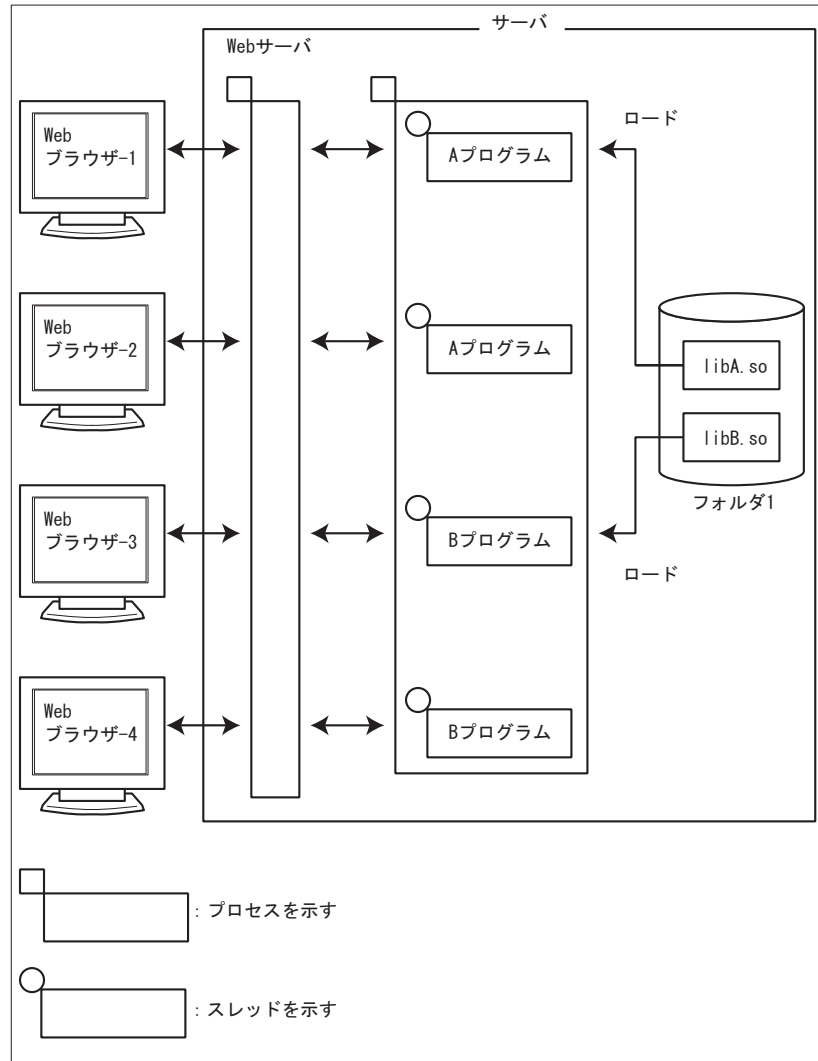 サーバ
Webサーバ
Web
ブラウザ-1
Aプログラム
ロード
Web
ブラウザ-2
Aプログラム
libA.so
libB.so
フォルダ1
Web
ブラウザ-3
Bプログラム
ロード
Web
ブラウザ-4
Bプログラム
: プロセスを示す
: スレッドを示す